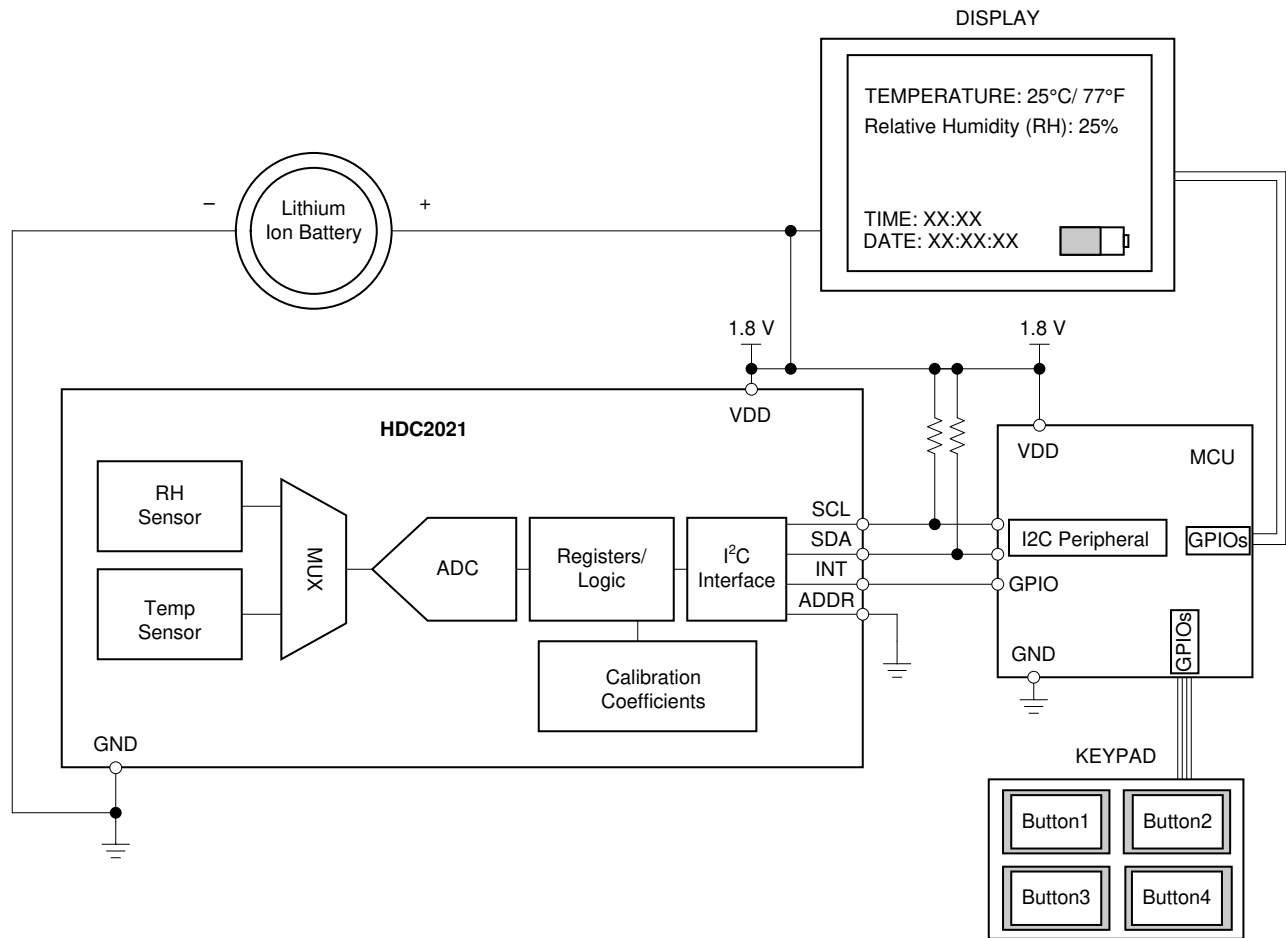 DISPLAY
TEMPERATURE: 25°C/ 77°F
Relative Humidity (RH): 25%
TIME: XX:XX
DATE: XX:XX:XX
–
Lithium
Ion Battery
+
1.8 V
1.8 V
VDD
HDC2021
RH
Sensor
Temp
Sensor
MUX
ADC
Registers/
Logic
I²C
Interface
Calibration
Coefficients
SCL
SDA
INT
ADDR
GND
VDD
MCU
I2C Peripheral
GPIOs
GPIO
GND
GPIOs
KEYPAD
Button1
Button2
Button3
Button4